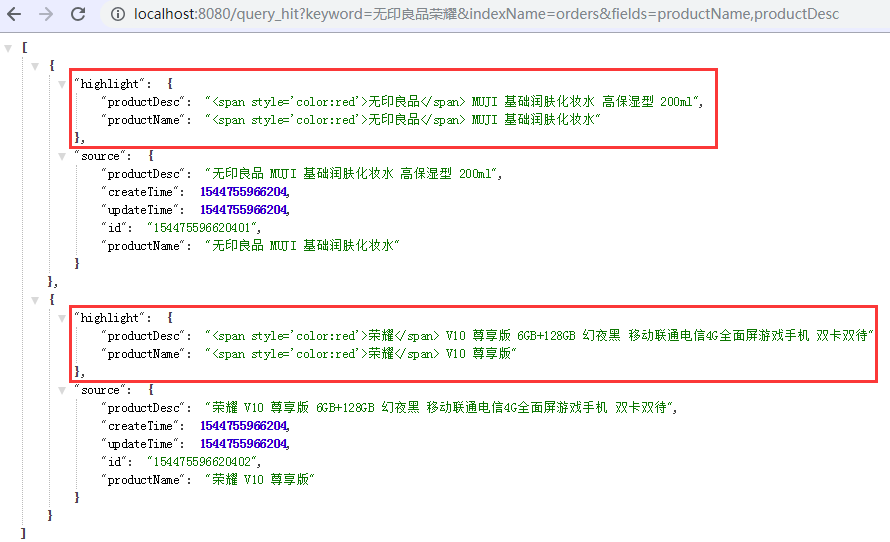 localhost:8080/query_hit?keyword=无印良品荣耀&indexName=orders&fields=productName,productDesc
[
{
"highlight": {
"productDesc": "<span style='color:red'>无印良品</span> MUJI 基础润肤化妆水 高保湿型 200ml",
"productName": "<span style='color:red'>无印良品</span> MUJI 基础润肤化妆水"
},
"source": {
"productDesc": "无印良品 MUJI 基础润肤化妆水 高保湿型 200ml",
"createTime": 1544755966204,
"updateTime": 1544755966204,
"id": "154475596620401",
"productName": "无印良品 MUJI 基础润肤化妆水"
}
},
{
"highlight": {
"productDesc": "<span style='color:red'>荣耀</span> V10 尊享版 6GB+128GB 幻夜黑 移动联通电信4G全面屏游戏手机 双卡双待"
"productName": "<span style='color:red'>荣耀</span> V10 尊享版"
},
"source": {
"productDesc": "荣耀 V10 尊享版 6GB+128GB 幻夜黑 移动联通电信4G全面屏游戏手机 双卡双待",
"createTime": 1544755966204,
"updateTime": 1544755966204,
"id": "154475596620402",
"productName": "荣耀 V10 尊享版"
}
}
]